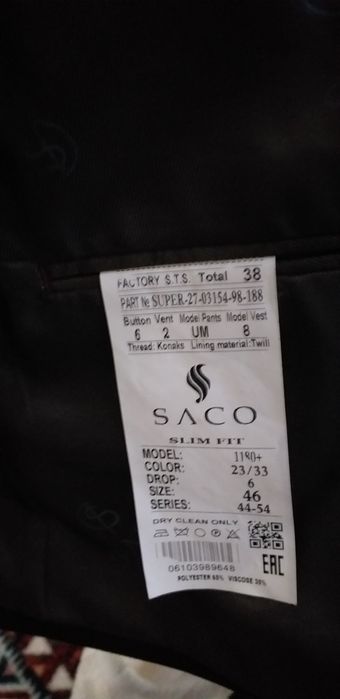 FACTORY S.T.S. Total 38
PART № SUPER-27-03154-98-188
Button Vent Model Pants Model Vest
6 2 UM 8
Thread: Konaks Lining material:Twill
SACO
SLIM FIT
MODEL: 1180+
COLOR: 23/33
DROP: 6
SIZE: 46
SERIES: 44-54
DRY CLEAN ONLY
06103989648
EAC
POLYESTER 65% VISCOSE 35%